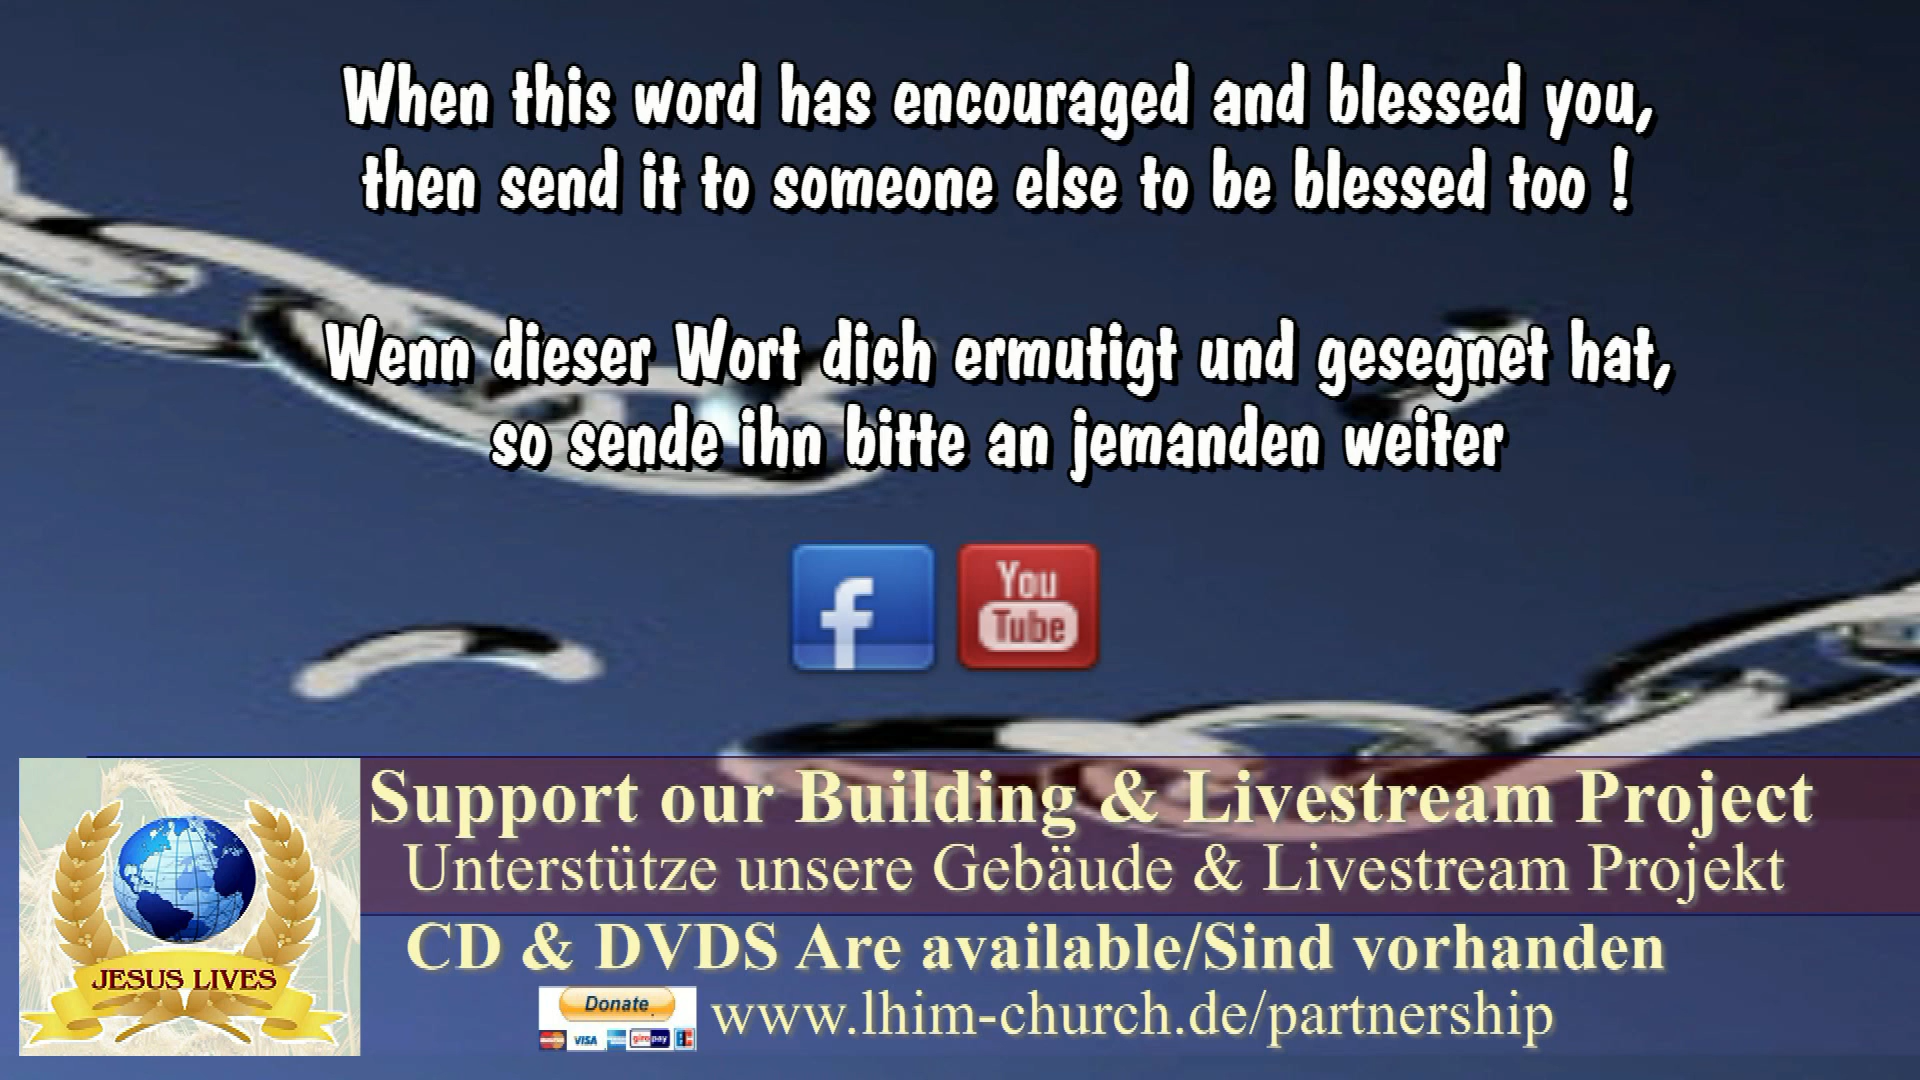 When this word has encouraged and blessed you,
then send it to someone else to be blessed too !
Wenn dieser Wort dich ermutigt und gesegnet hat,
so sende ihn bitte an jemanden weiter
f
You
Tube
Support our Building & Livestream Project
Unterstütze unsere Gebäude & Livestream Projekt
JESUS LIVES
CD & DVDS Are available/Sind vorhanden
Donate
www.lhim-church.de/partnership
VISA
giropay